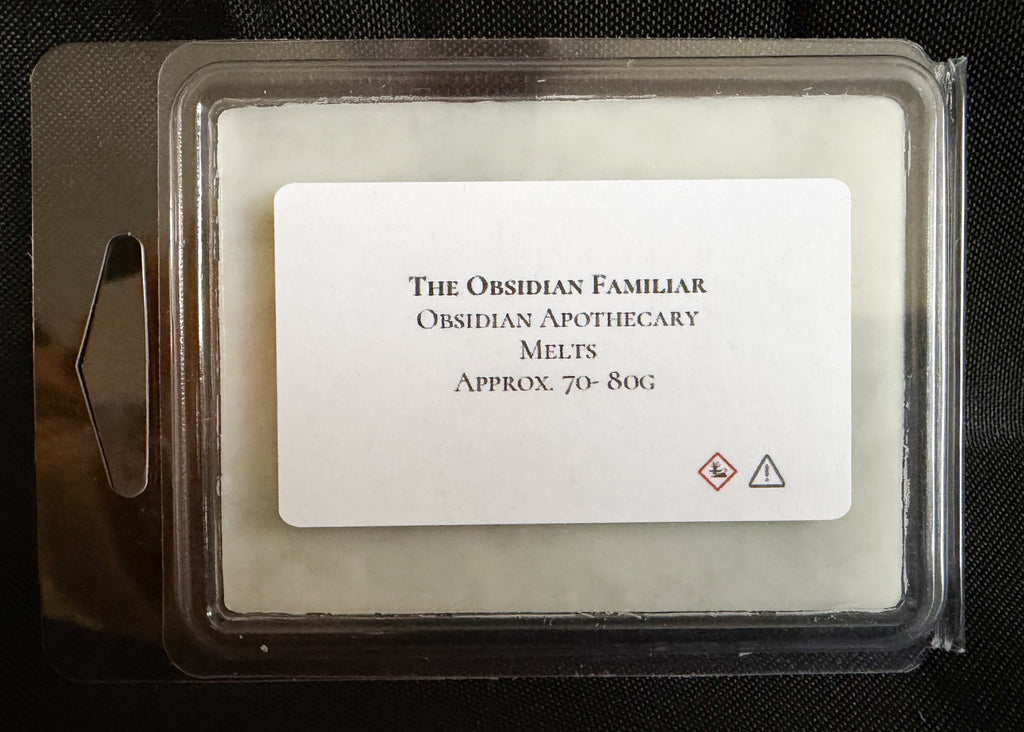 The Obsidian Familiar
Obsidian Apothecary
Melts
Approx. 70- 80g